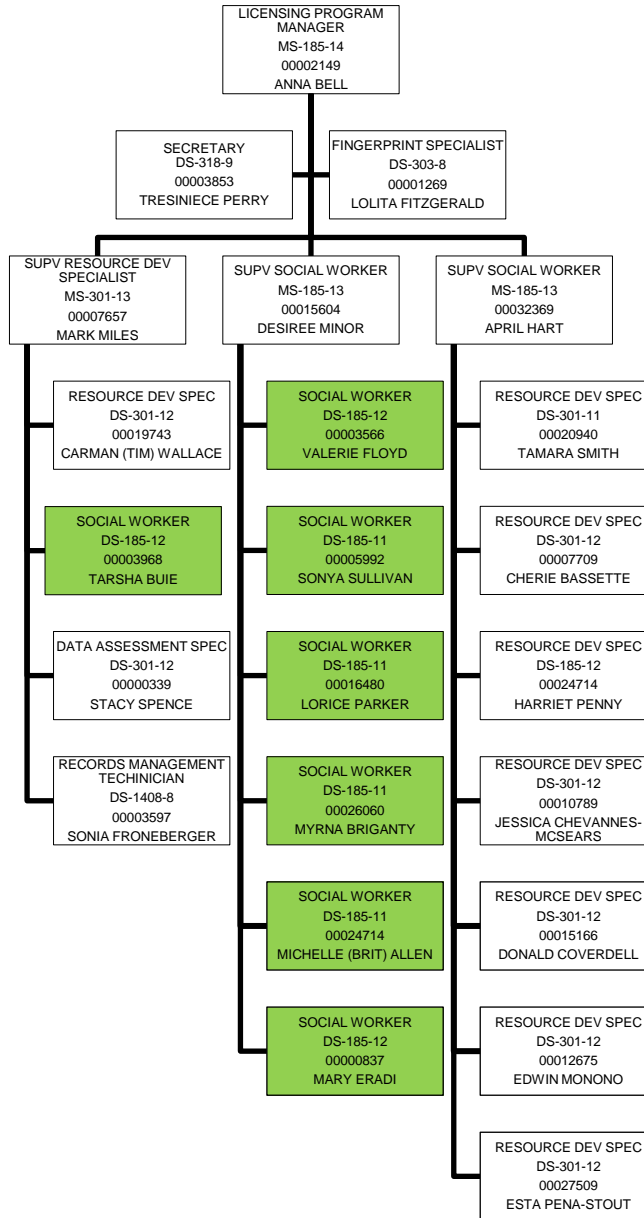 LICENSING PROGRAM
MANAGER
MS-185-14
00002149
ANNA BELL
SECRETARY
DS-318-9
00003853
TRESINIECE PERRY
FINGERPRINT SPECIALIST
DS-303-8
00001269
LOLITA FITZGERALD
SUPV RESOURCE DEV
SPECIALIST
MS-301-13
00007657
MARK MILES
SUPV SOCIAL WORKER
MS-185-13
00015604
DESIREE MINOR
SUPV SOCIAL WORKER
MS-185-13
00032369
APRIL HART
RESOURCE DEV SPEC
DS-301-12
00019743
CARMAN (TIM) WALLACE
SOCIAL WORKER
DS-185-12
00003968
TARSHA BUIE
DATA ASSESSMENT SPEC
DS-301-12
00000339
STACY SPENCE
RECORDS MANAGEMENT
TECHINICIAN
DS-1408-8
00003597
SONIA FRONEBERGER
SOCIAL WORKER
DS-185-12
00003566
VALERIE FLOYD
SOCIAL WORKER
DS-185-11
00005992
SONYA SULLIVAN
SOCIAL WORKER
DS-185-11
00016480
LORICE PARKER
SOCIAL WORKER
DS-185-11
00026060
MYRNA BRIGANTY
SOCIAL WORKER
DS-185-11
00024714
MICHELLE (BRIT) ALLEN
SOCIAL WORKER
DS-185-12
00000837
MARY ERADI
RESOURCE DEV SPEC
DS-301-11
00020940
TAMARA SMITH
RESOURCE DEV SPEC
DS-301-12
00007709
CHERIE BASSETTE
RESOURCE DEV SPEC
DS-185-12
00024714
HARRIET PENNY
RESOURCE DEV SPEC
DS-301-12
00010789
JESSICA CHEVANNES-
MCSEARS
RESOURCE DEV SPEC
DS-301-12
00015166
DONALD COVERDELL
RESOURCE DEV SPEC
DS-301-12
00012675
EDWIN MONONO
RESOURCE DEV SPEC
DS-301-12
00027509
ESTA PENA-STOUT